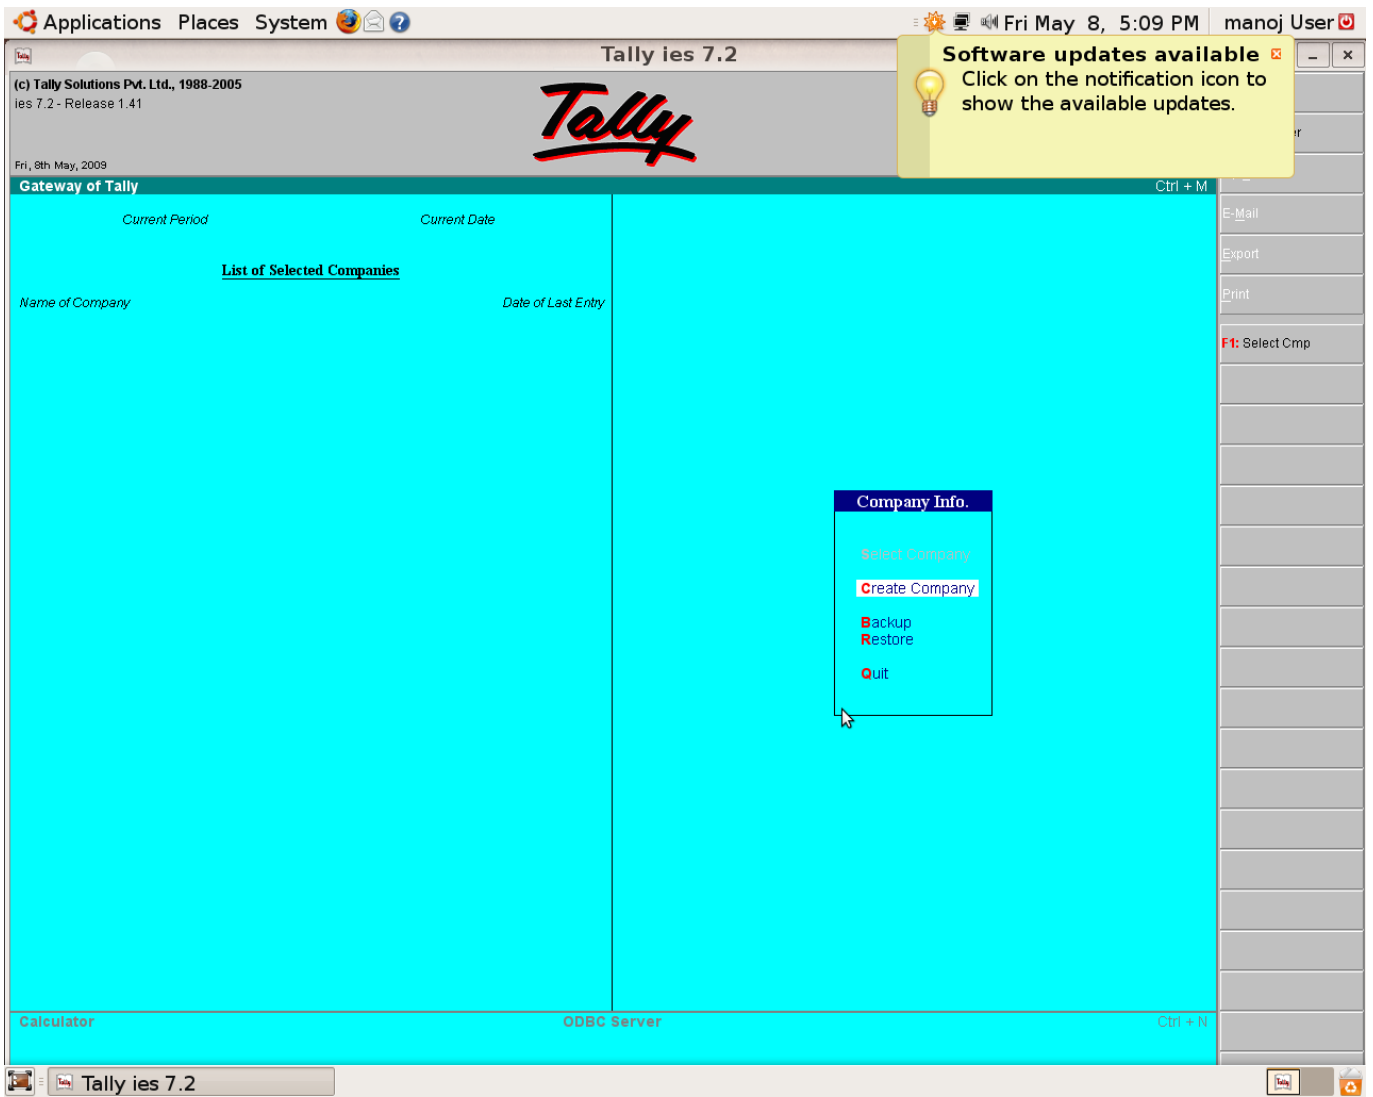 Applications Places System
Fri May 8, 5:09 PM manoj User
Tally ies 7.2
Software updates available
Click on the notification icon to
show the available updates.
(c) Tally Solutions Pvt. Ltd., 1988-2005
ies 7.2 - Release 1.41
Tally
Fri, 8th May, 2009
Gateway of Tally Ctrl + M
Current Period Current Date
List of Selected Companies
Name of Company Date of Last Entry
E-Mail
Export
Print
F1: Select Cmp
Company Info.
Select Company
Create Company
Backup
Restore
Quit
Calculator ODBC Server Ctrl + N
Tally ies 7.2